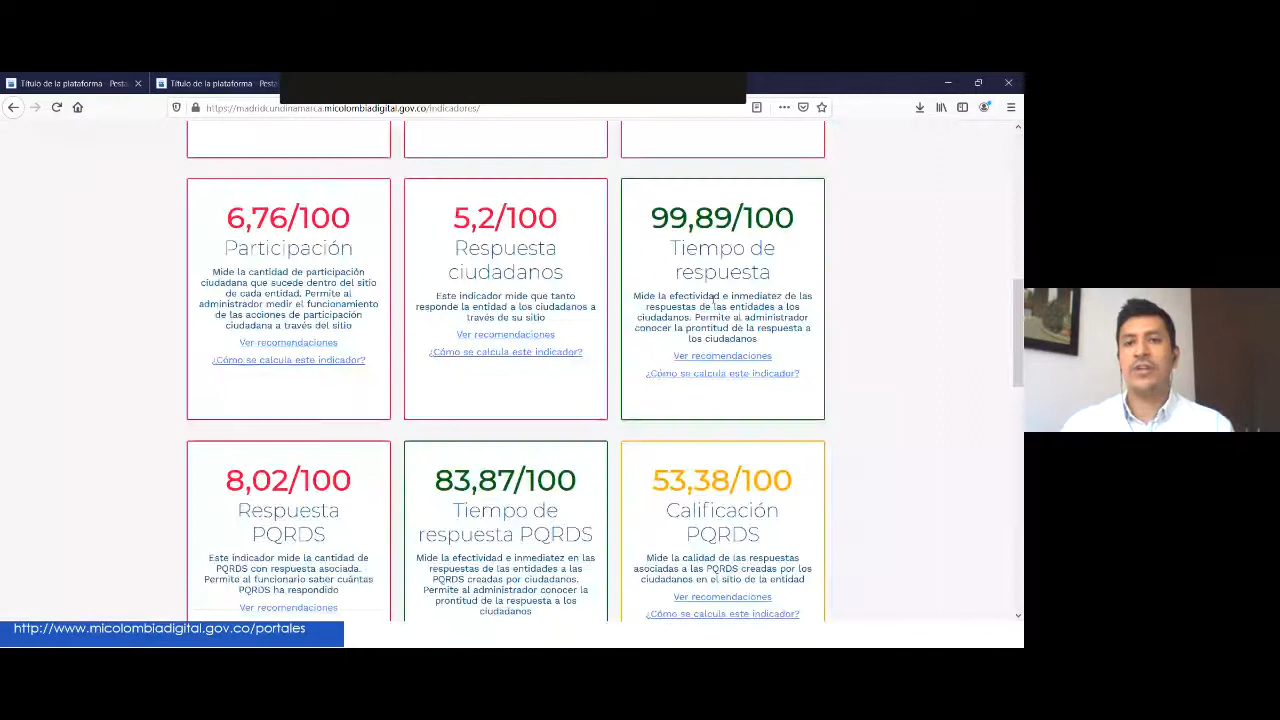 Título de la plataforma - Pesta
Título de la plataforma - Pesta
https://madridcundinamarca.micolombiadigital.gov.co/indicadores/
6,76/100
Participación
Mide la cantidad de participación
ciudadana que sucede dentro del sitio
de cada entidad. Permite al
administrador medir el funcionamiento
de las acciones de participación
ciudadana a través del sitio
Ver recomendaciones
¿Cómo se calcula este indicador?
5,2/100
Respuesta
ciudadanos
Este indicador mide que tanto
responde la entidad a los ciudadanos a
través de su sitio
Ver recomendaciones
¿Cómo se calcula este indicador?
99,89/100
Tiempo de
respuesta
Mide la efectividad e inmediatez de las
respuestas de las entidades a los
ciudadanos. Permite al administrador
conocer la prontitud de la respuesta a
los ciudadanos
Ver recomendaciones
¿Cómo se calcula este indicador?
8,02/100
Respuesta
PQRDS
Este indicador mide la cantidad de
PQRDS con respuesta asociada.
Permite al funcionario saber cuántas
PQRDS ha respondido
Ver recomendaciones
83,87/100
Tiempo de
respuesta PQRDS
Mide la efectividad e inmediatez en las
respuestas de las entidades a las
PQRDS creadas por ciudadanos.
Permite al administrador conocer la
prontitud de la respuesta a los
ciudadanos
53,38/100
Calificación
PQRDS
Mide la calidad de las respuestas
asociadas a las PQRDS creadas por los
ciudadanos en el sitio de la entidad
Ver recomendaciones
¿Cómo se calcula este indicador?
http://www.micolombiadigital.gov.co/portales